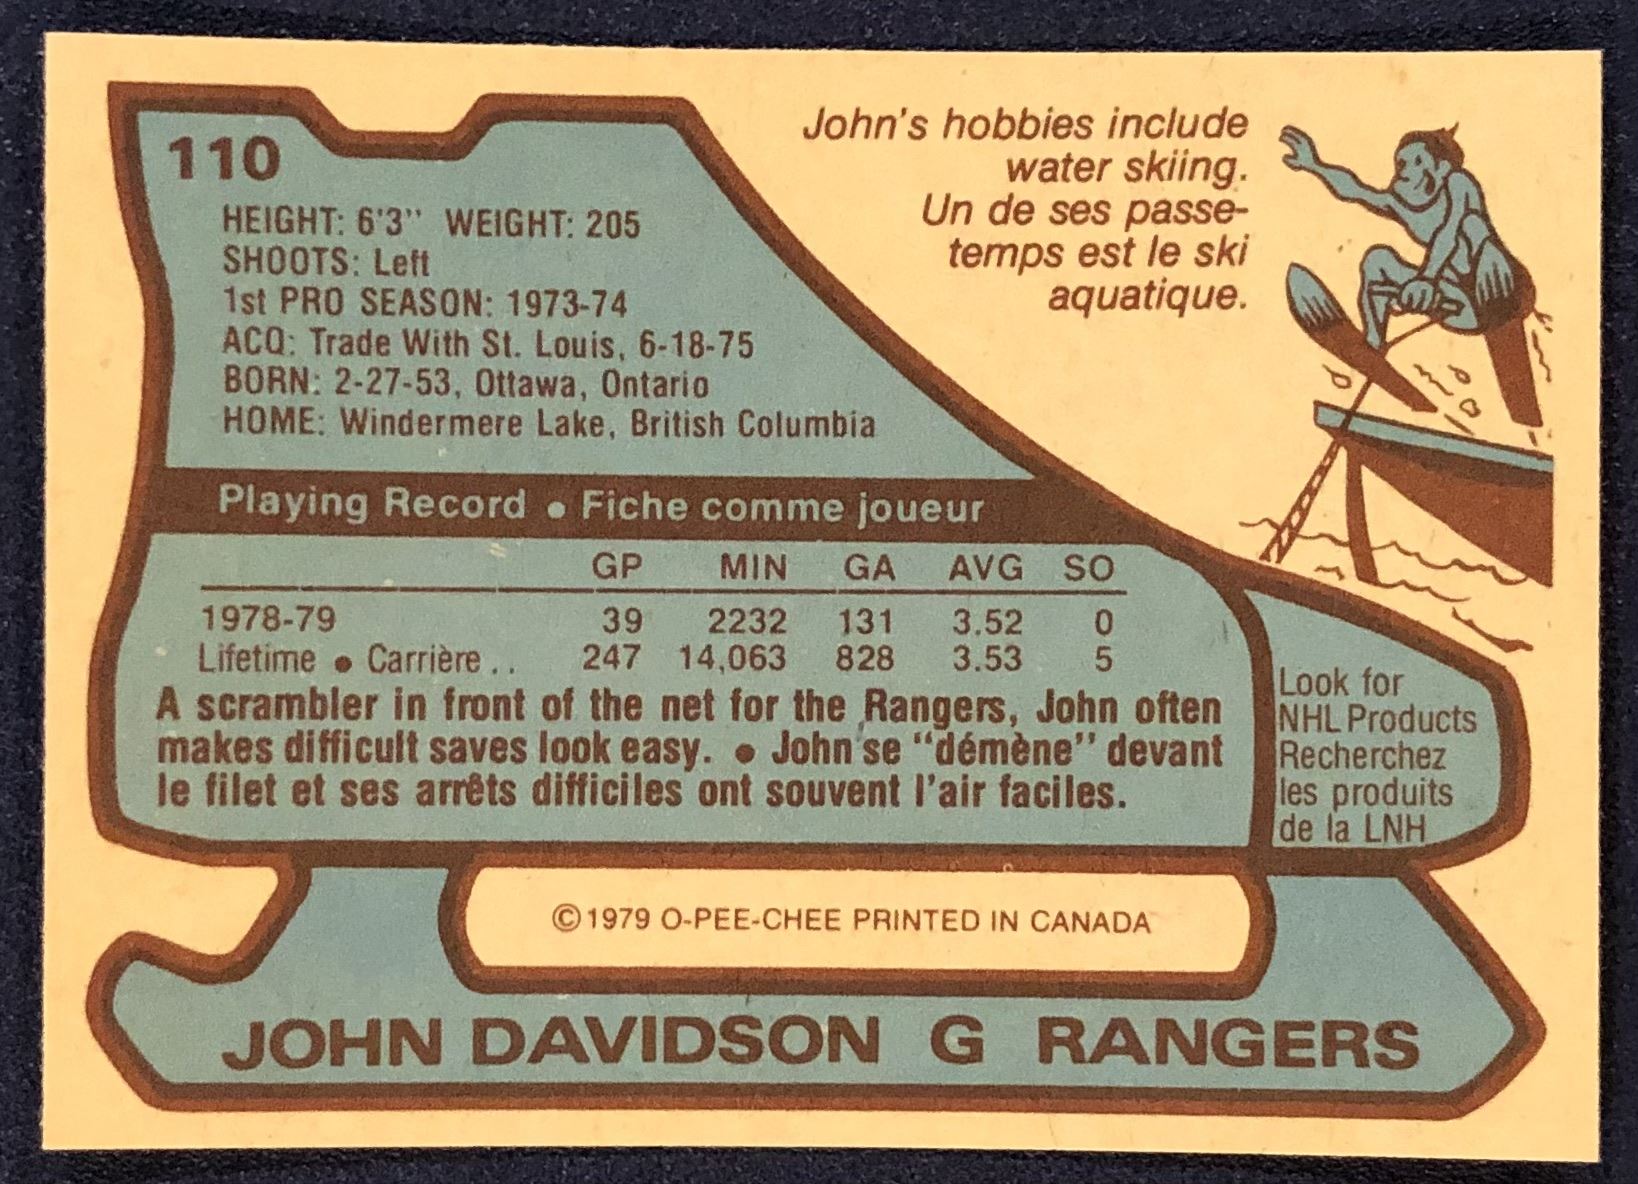 110
John's hobbies include
water skiing.
Un de ses passe-
temps est le ski
aquatique.
HEIGHT: 6'3" WEIGHT: 205
SHOOTS: Left
1st PRO SEASON: 1973-74
ACQ: Trade With St. Louis, 6-18-75
BORN: 2-27-53, Ottawa, Ontario
HOME: Windermere Lake, British Columbia
Playing Record • Fiche comme joueur
GP MIN GA AVG SO
1978-79 39 2232 131 3.52 0
Lifetime • Carrière .. 247 14,063 828 3.53 5
A scrambler in front of the net for the Rangers, John often
makes difficult saves look easy. • John se "démène" devant
le filet et ses arrêts difficiles ont souvent l'air faciles.
Look for
NHL Products
Recherchez
les produits
de la LNH
©1979 O-PEE-CHEE PRINTED IN CANADA
JOHN DAVIDSON G RANGERS